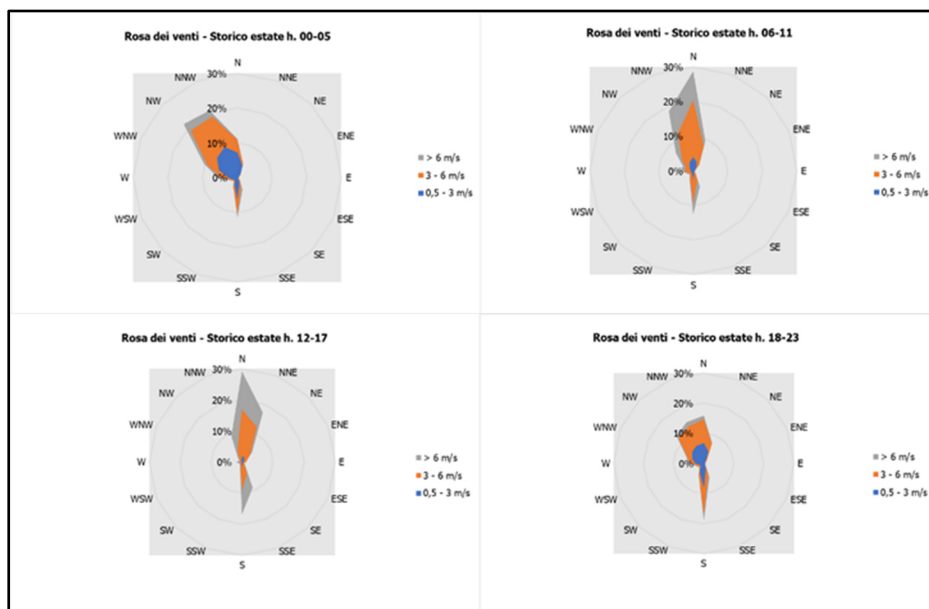 Rosa dei venti - Storico estate h. 00-05
N
NNE
NE
ENE
E
ESE
SE
SSE
S
SSW
SW
WSW
W
WNW
NW
NNW
30%
20%
10%
0%
> 6 m/s
3 - 6 m/s
0,5 - 3 m/s
Rosa dei venti - Storico estate h. 06-11
N
NNE
NE
ENE
E
ESE
SE
SSE
S
SSW
SW
WSW
W
WNW
NW
NNW
30%
20%
10%
0%
> 6 m/s
3 - 6 m/s
0,5 - 3 m/s
Rosa dei venti - Storico estate h. 12-17
N
NNE
NE
ENE
E
ESE
SE
SSE
S
SSW
SW
WSW
W
WNW
NW
NNW
30%
20%
10%
0%
> 6 m/s
3 - 6 m/s
0,5 - 3 m/s
Rosa dei venti - Storico estate h. 18-23
N
NNE
NE
ENE
E
ESE
SE
SSE
S
SSW
SW
WSW
W
WNW
NW
NNW
30%
20%
10%
0%
> 6 m/s
3 - 6 m/s
0,5 - 3 m/s